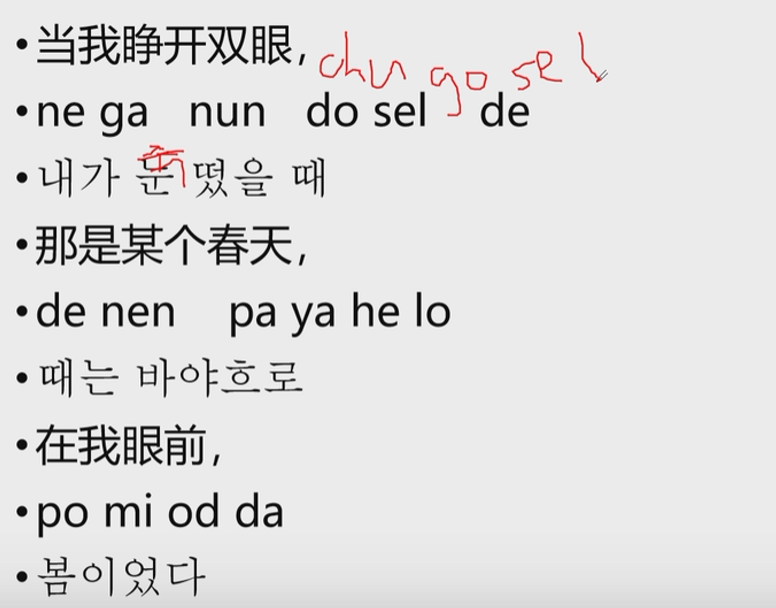 • 当我睁开双眼，chu go sel
• ne ga nun do sel de
• 내가 눈 떴을 때
• 那是某个春天，
• de nen pa ya he lo
• 때는 바야흐로
• 在我眼前，
• po mi od da
• 봄이었다